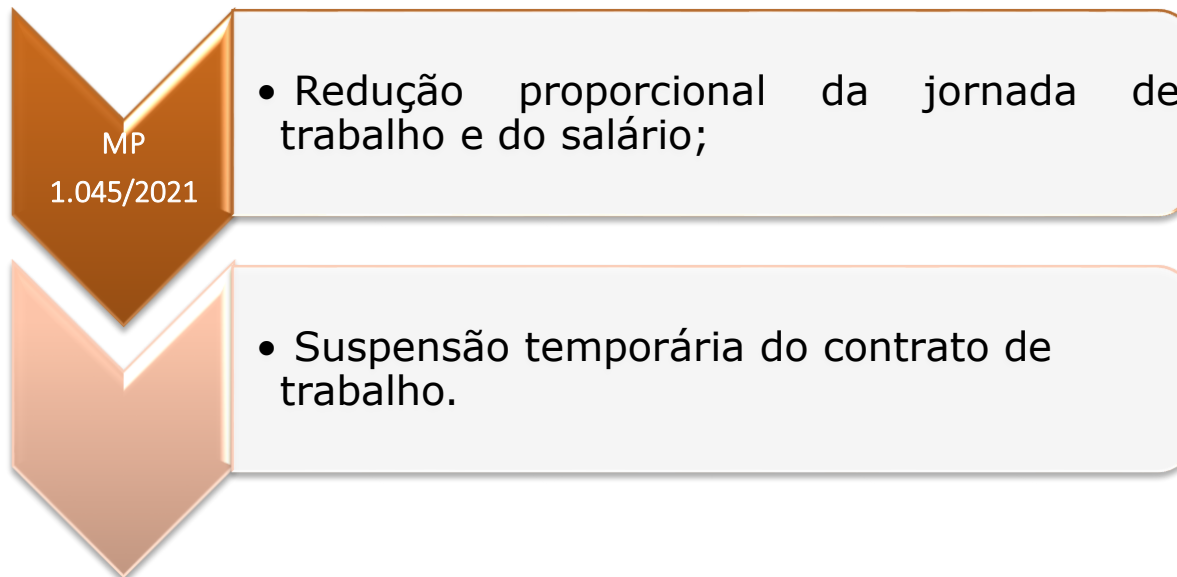 MP
1.045/2021
• Redução proporcional da jornada de
trabalho e do salário;
• Suspensão temporária do contrato de
trabalho.